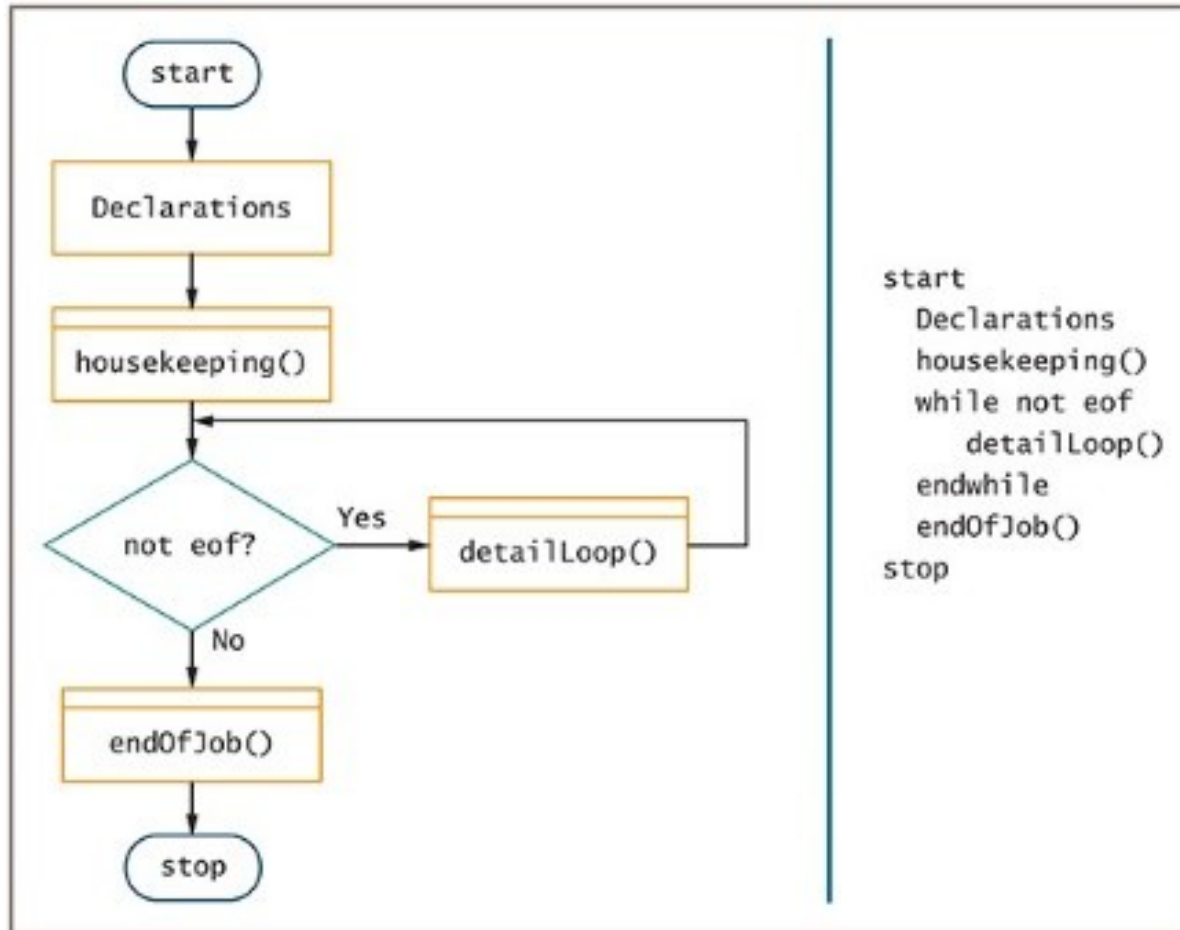 start
Declarations
housekeeping()
not eof?
Yes
detailLoop()
No
endOfJob()
stop
start
Declarations
housekeeping()
while not eof
detailLoop()
endwhile
endOfJob()
stop